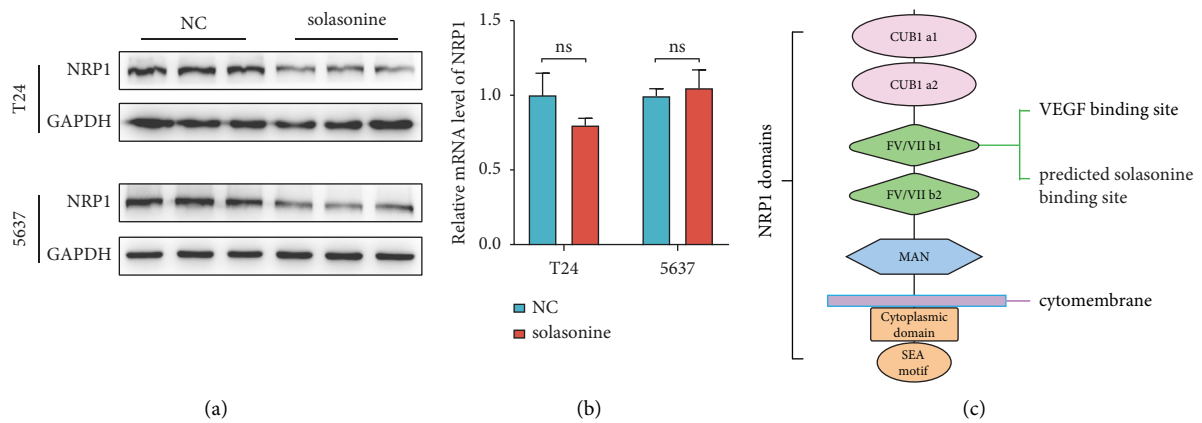 NC
solasonine
T24
NRP1
GAPDH
5637
NRP1
GAPDH
(a)
Relative mRNA level of NRP1
1.5
1.0
0.5
0.0
ns
ns
T24
5637
NC
solasonine
(b)
NRP1 domains
CUB1 a1
CUB1 a2
FV/VII b1
FV/VII b2
MAN
Cytoplasmic
domain
SEA
motif
VEGF binding site
predicted solasonine
binding site
cytomembrane
(c)